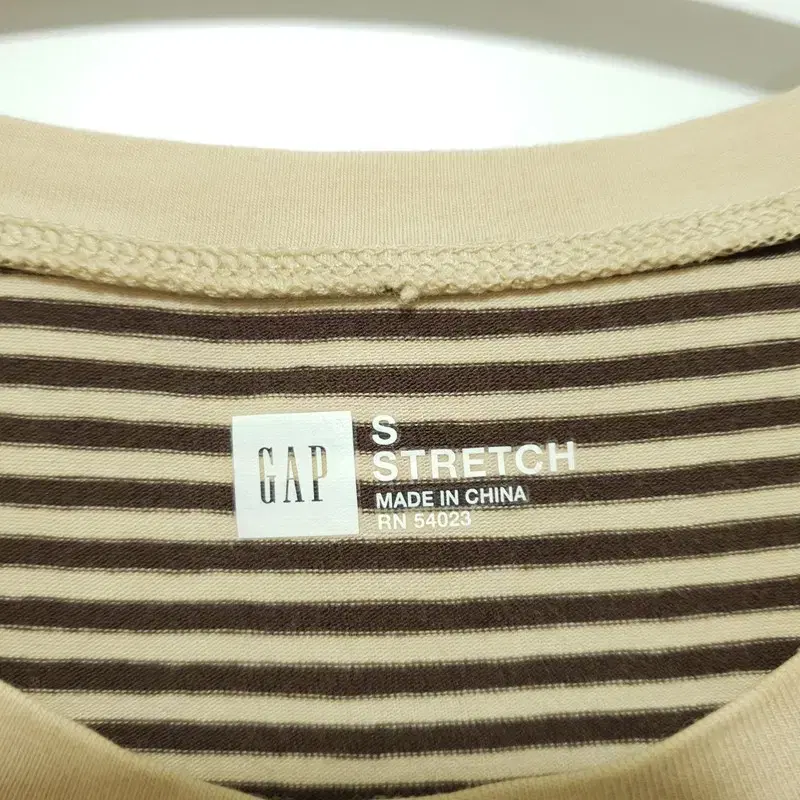 GAP
S
STRETCH
MADE IN CHINA
RN 54023